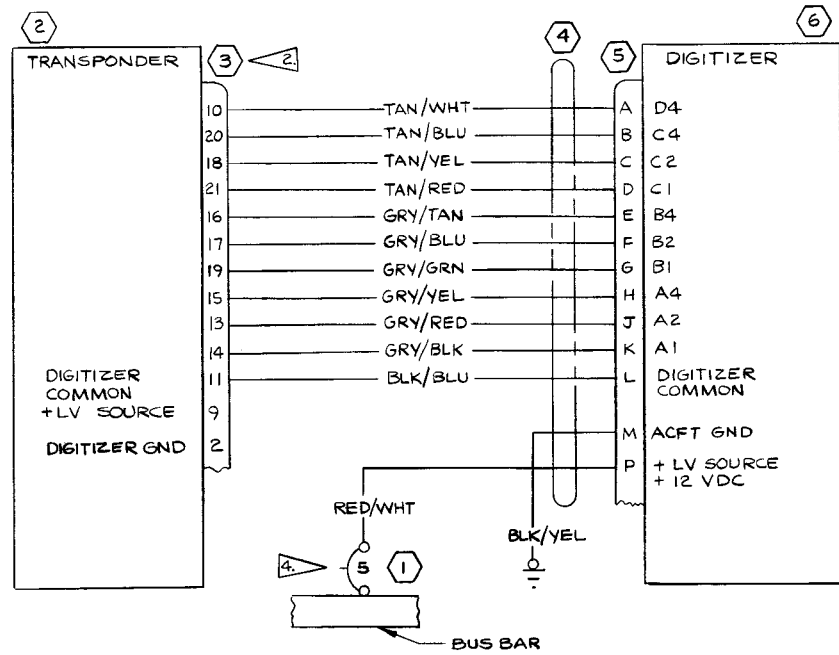 2
6
TRANSPONDER
3
2.
4
5
DIGITIZER
10 TAN/WHT A D4
20 TAN/BLU B C4
18 TAN/YEL C C2
21 TAN/RED D C1
16 GRY/TAN E B4
17 GRY/BLU F B2
19 GRY/GRN G B1
15 GRY/YEL H A4
13 GRY/RED J A2
14 GRY/BLK K A1
DIGITIZER COMMON 11 BLK/BLU L DIGITIZER COMMON
+LV SOURCE 9
DIGITIZER GND 2
M ACFT GND
P + LV SOURCE
+ 12 VDC
RED/WHT
BLK/YEL
4.
5
1
BUS BAR